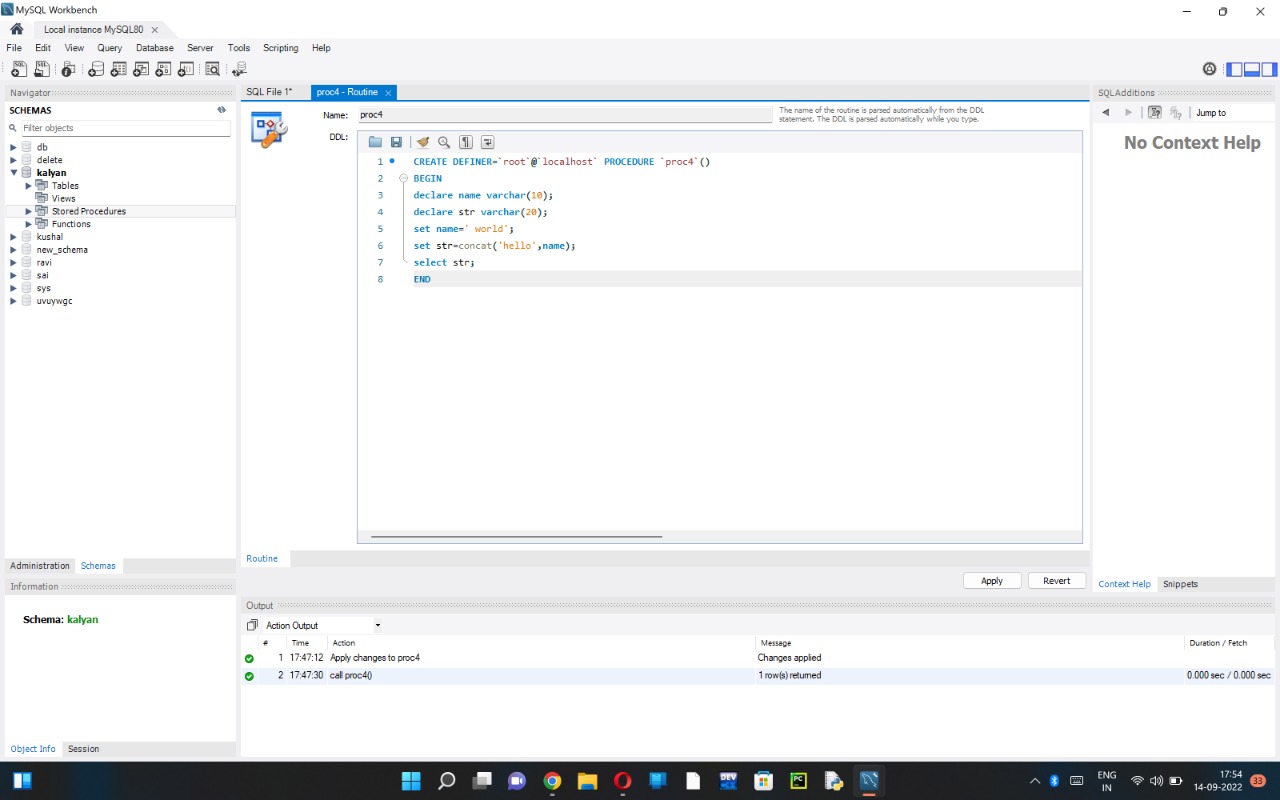 MySQL Workbench
Local instance MySQL80
File Edit View Query Database Server Tools Scripting Help
Navigator
SCHEMAS
Filter objects
db
delete
kalyan
Tables
Views
Stored Procedures
Functions
kushal
new_schema
ravi
sai
sys
uvuywgc
Administration Schemas
Information
Schema: kalyan
Object Info Session
SQL File 1* proc4 - Routine
Name: proc4
The name of the routine is parsed automatically from the DDL
statement. The DDL is parsed automatically while you type.
DDL:
1 CREATE DEFINER=`root`@`localhost` PROCEDURE `proc4`()
2 BEGIN
3 declare name varchar(10);
4 declare str varchar(20);
5 set name=' world';
6 set str=concat('hello',name);
7 select str;
8 END
Routine
Apply Revert
SQLAdditions
Jump to
No Context Help
Context Help Snippets
Output
Action Output
# Time Action Message Duration / Fetch
1 17:47:12 Apply changes to proc4 Changes applied
2 17:47:30 call proc4() 1 row(s) returned 0.000 sec / 0.000 sec
DEV
PC
ENG
IN
17:54
14-09-2022
33